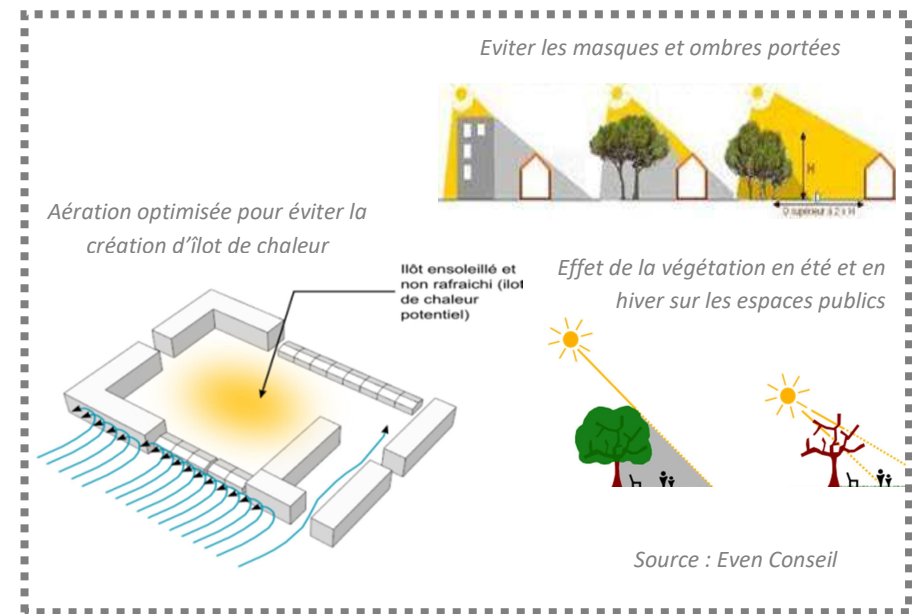 Eviter les masques et ombres portées
H
D supérieur à 2 x H
Aération optimisée pour éviter la
création d’îlot de chaleur
Ilôt ensoleillé et
non rafraichi (ilot
de chaleur
potentiel)
Effet de la végétation en été et en
hiver sur les espaces publics
Source : Even Conseil